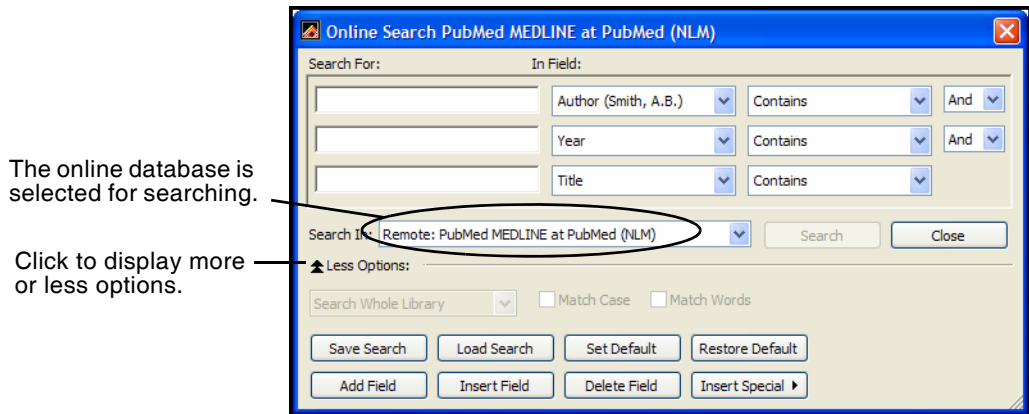 Online Search PubMed MEDLINE at PubMed (NLM)
Search For: In Field:
Author (Smith, A.B.) Contains And
Year Contains And
Title Contains
The online database is
selected for searching.
Search In: Remote: PubMed MEDLINE at PubMed (NLM) Search Close
Click to display more
or less options.
Less Options:
Search Whole Library Match Case Match Words
Save Search Load Search Set Default Restore Default
Add Field Insert Field Delete Field Insert Special